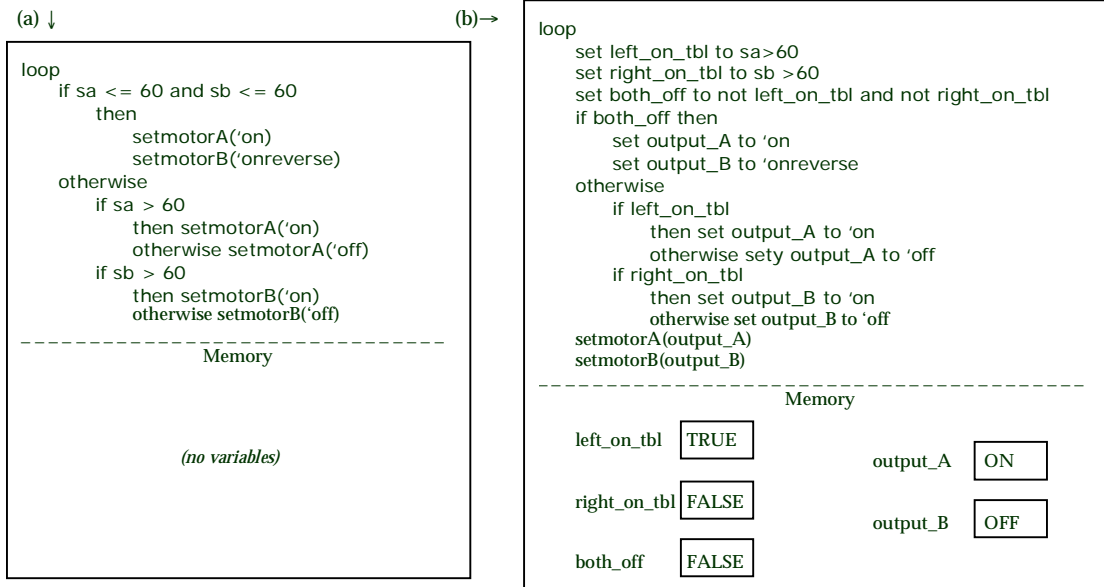 (a) ↓
loop
if sa <= 60 and sb <= 60
then
setmotorA(‘on)
setmotorB(‘onreverse)
otherwise
if sa > 60
then setmotorA(‘on)
otherwise setmotorA(‘off)
if sb > 60
then setmotorB(‘on)
otherwise setmotorB(‘off)
Memory
(no variables)
(b)→
loop
set left_on_tbl to sa>60
set right_on_tbl to sb >60
set both_off to not left_on_tbl and not right_on_tbl
if both_off then
set output_A to ‘on
set output_B to ‘onreverse
otherwise
if left_on_tbl
then set output_A to ‘on
otherwise sety output_A to ‘off
if right_on_tbl
then set output_B to ‘on
otherwise set output_B to ‘off
setmotorA(output_A)
setmotorB(output_B)
Memory
left_on_tbl TRUE
right_on_tbl FALSE
both_off FALSE
output_A ON
output_B OFF